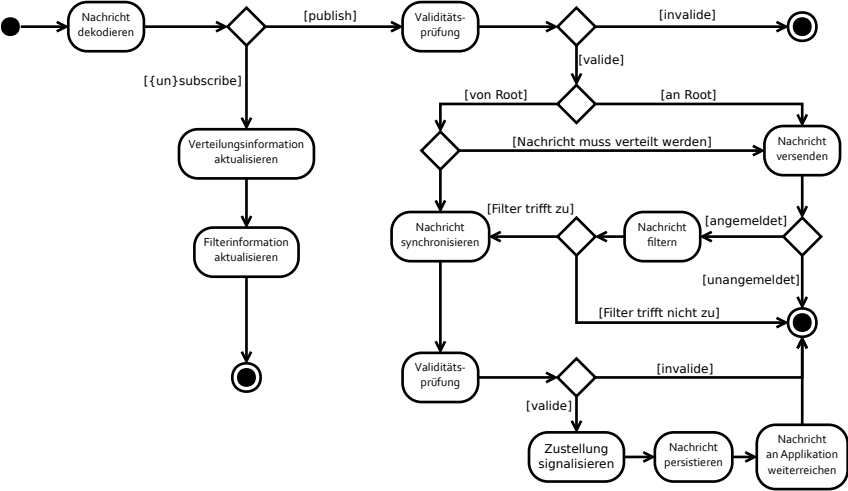 Nachricht
dekodieren
[publish]
Validitäts-
prüfung
[invalide]
[valide]
[{un}subscribe]
[von Root]
[an Root]
Verteilungsinformation
aktualisieren
[Nachricht muss verteilt werden]
Nachricht
versenden
Filterinformation
aktualisieren
Nachricht
synchronisieren
[Filter trifft zu]
Nachricht
filtern
[angemeldet]
[unangemeldet]
[Filter trifft nicht zu]
Validitäts-
prüfung
[invalide]
[valide]
Zustellung
signalisieren
Nachricht
persistieren
Nachricht
an Applikation
weiterreichen